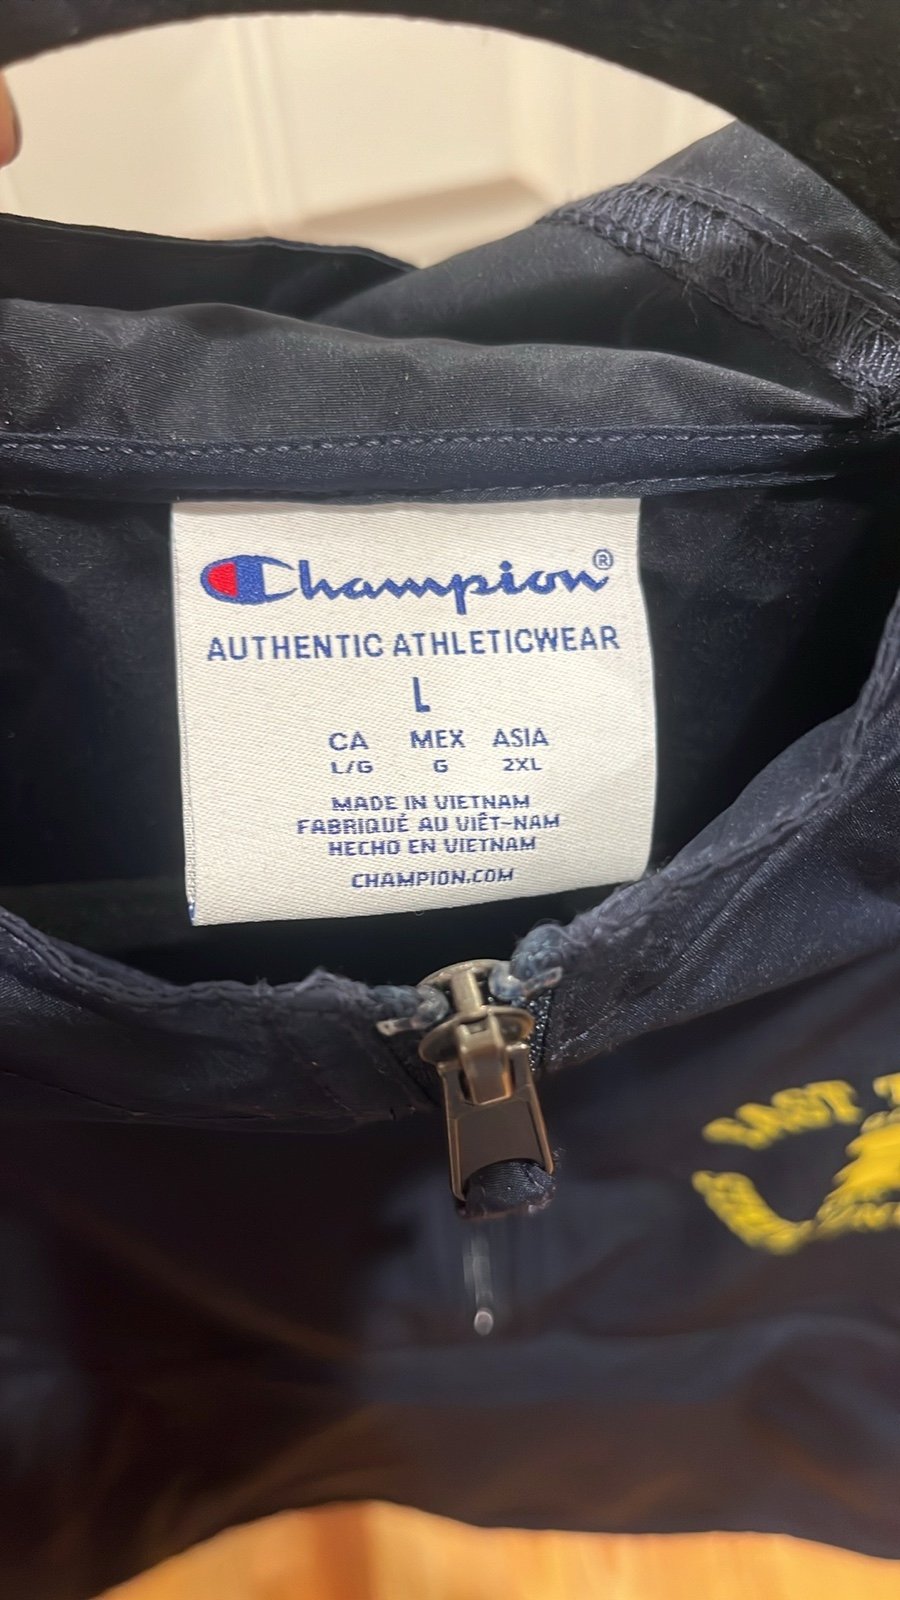 Champion®
AUTHENTIC ATHLETICWEAR
L
CA MEX ASIA
L/G G 2XL
MADE IN VIETNAM
FABRIQUÉ AU VIÊT-NAM
HECHO EN VIETNAM
CHAMPION.COM
EAST